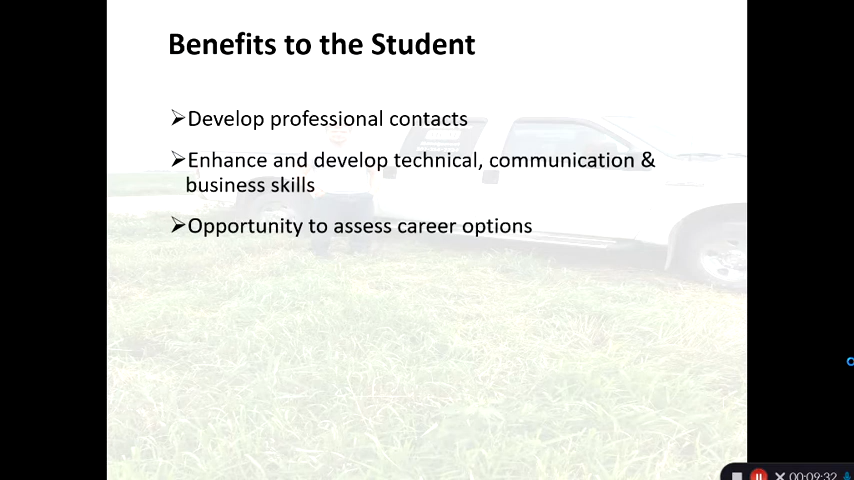 Benefits to the Student
➢Develop professional contacts
➢Enhance and develop technical, communication &
business skills
➢Opportunity to assess career options
00:09:32